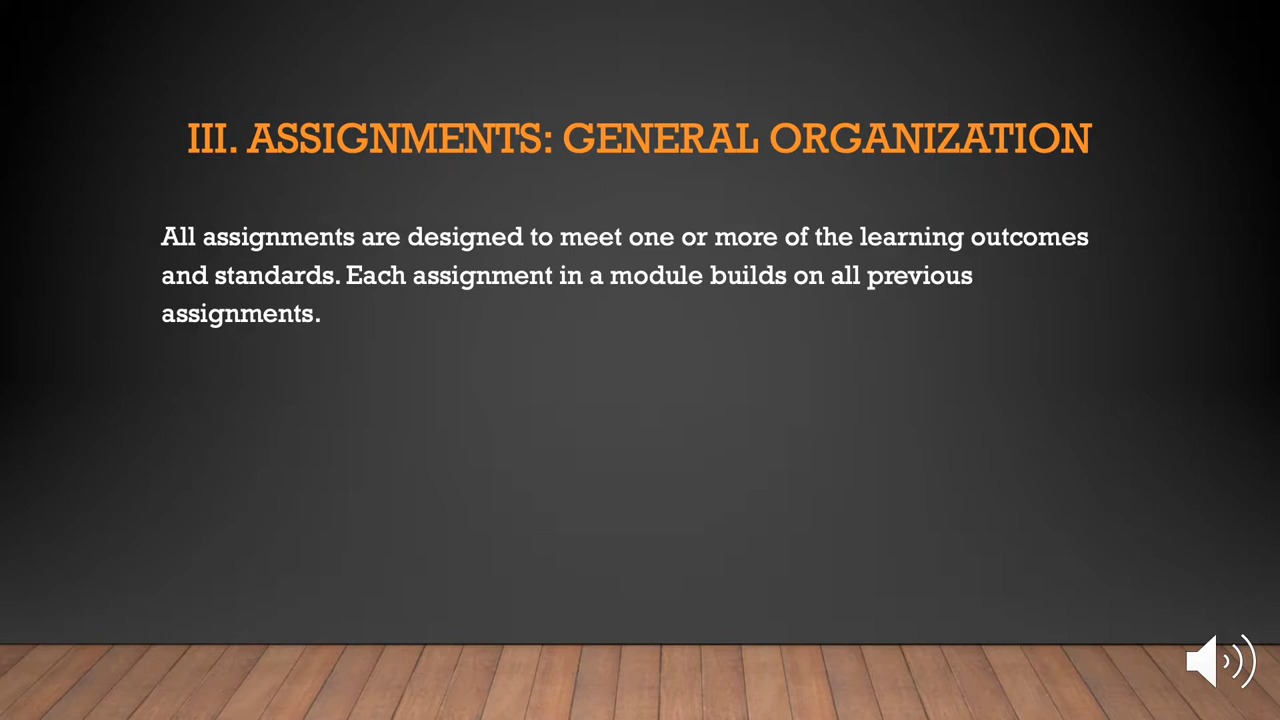 III. ASSIGNMENTS: GENERAL ORGANIZATION
All assignments are designed to meet one or more of the learning outcomes
and standards. Each assignment in a module builds on all previous
assignments.